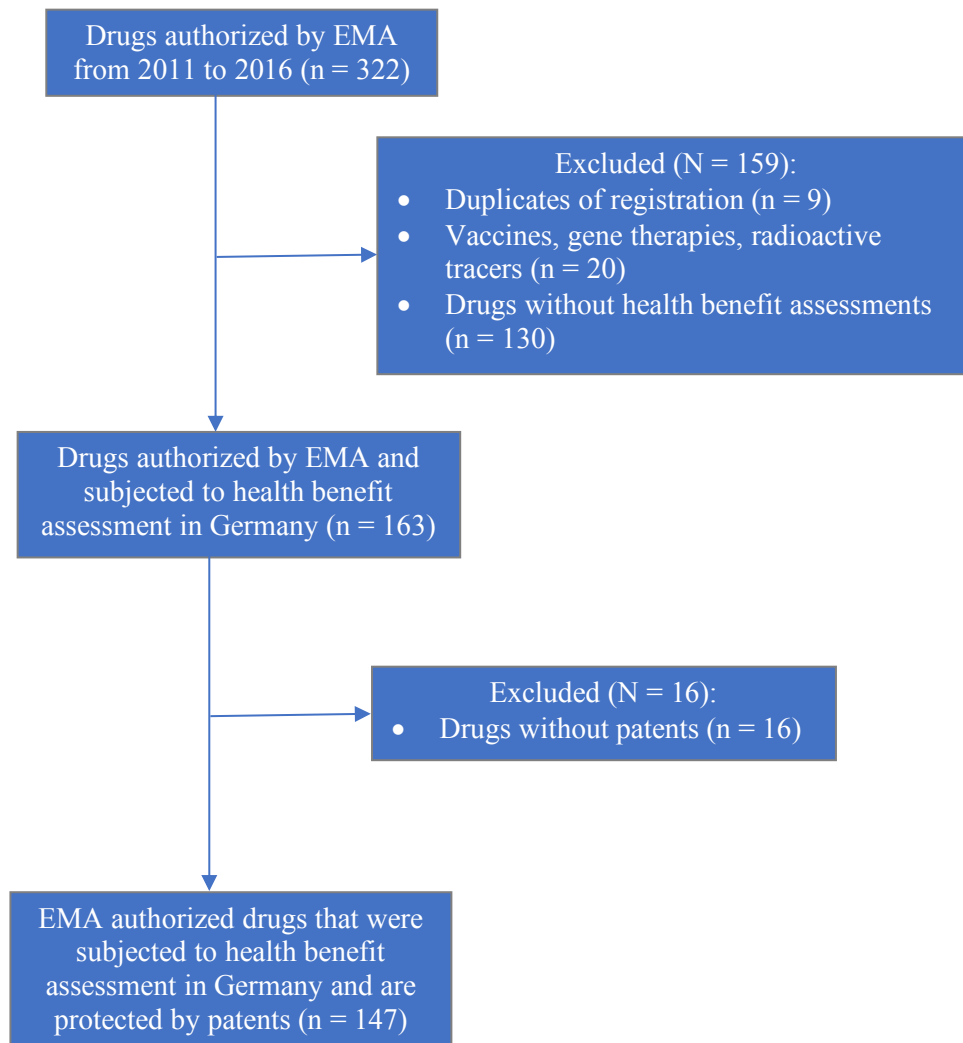 Drugs authorized by EMA
from 2011 to 2016 (n = 322)
Excluded (N = 159):
• Duplicates of registration (n = 9)
• Vaccines, gene therapies, radioactive
tracers (n = 20)
• Drugs without health benefit assessments
(n = 130)
Drugs authorized by EMA and
subjected to health benefit
assessment in Germany (n = 163)
Excluded (N = 16):
• Drugs without patents (n = 16)
EMA authorized drugs that were
subjected to health benefit
assessment in Germany and are
protected by patents (n = 147)